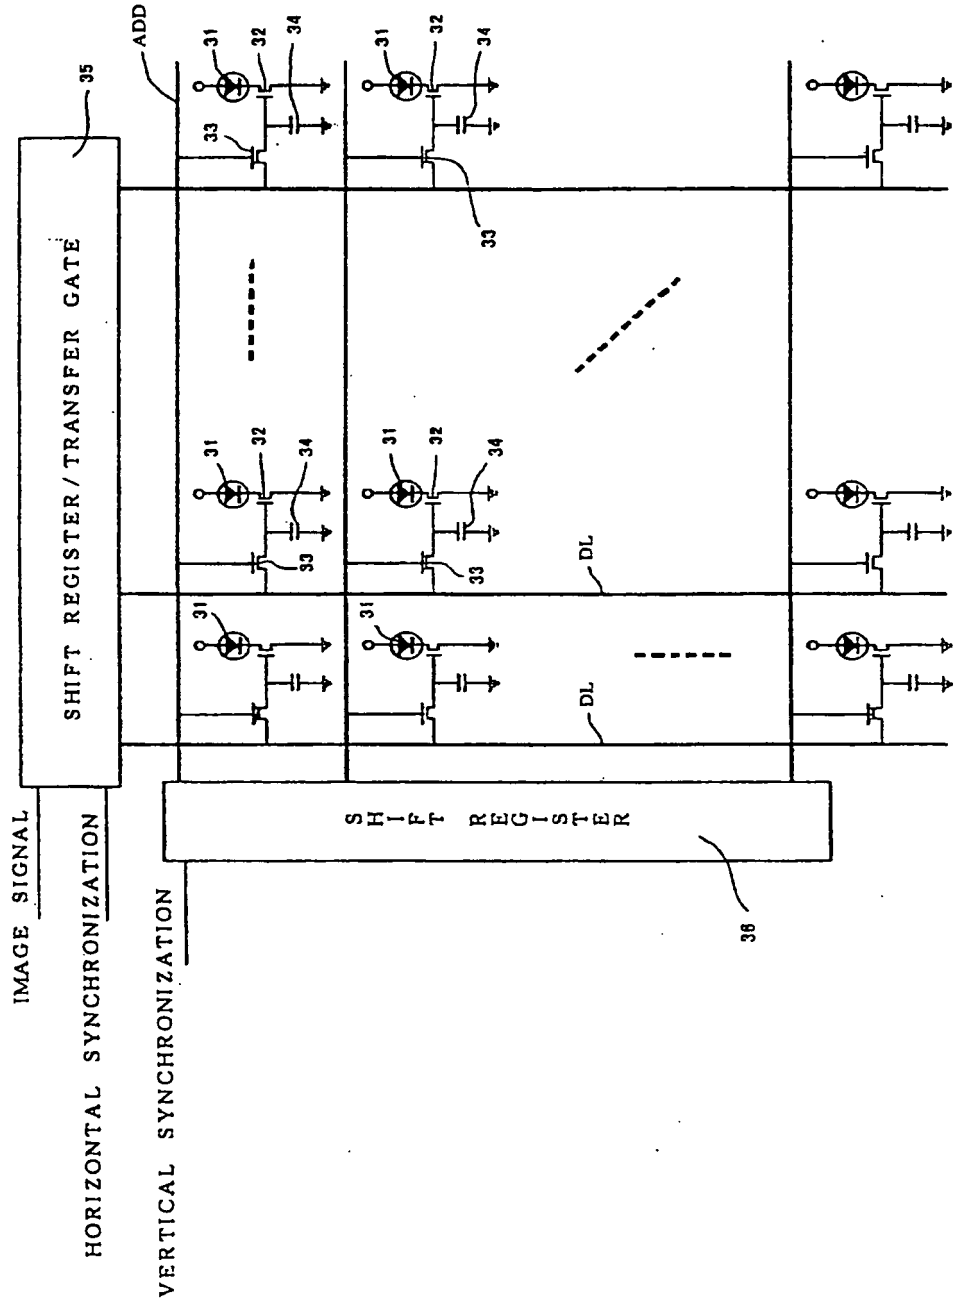 IMAGE SIGNAL
HORIZONTAL SYNCHRONIZATION
VERTICAL SYNCHRONIZATION
SHIFT REGISTER/TRANSFER GATE
35
ADD
SHIFT REGISTER
36
31
31
DL
DL
31
32
34
33
31
32
34
33
31
32
34
33
31
32
34
33